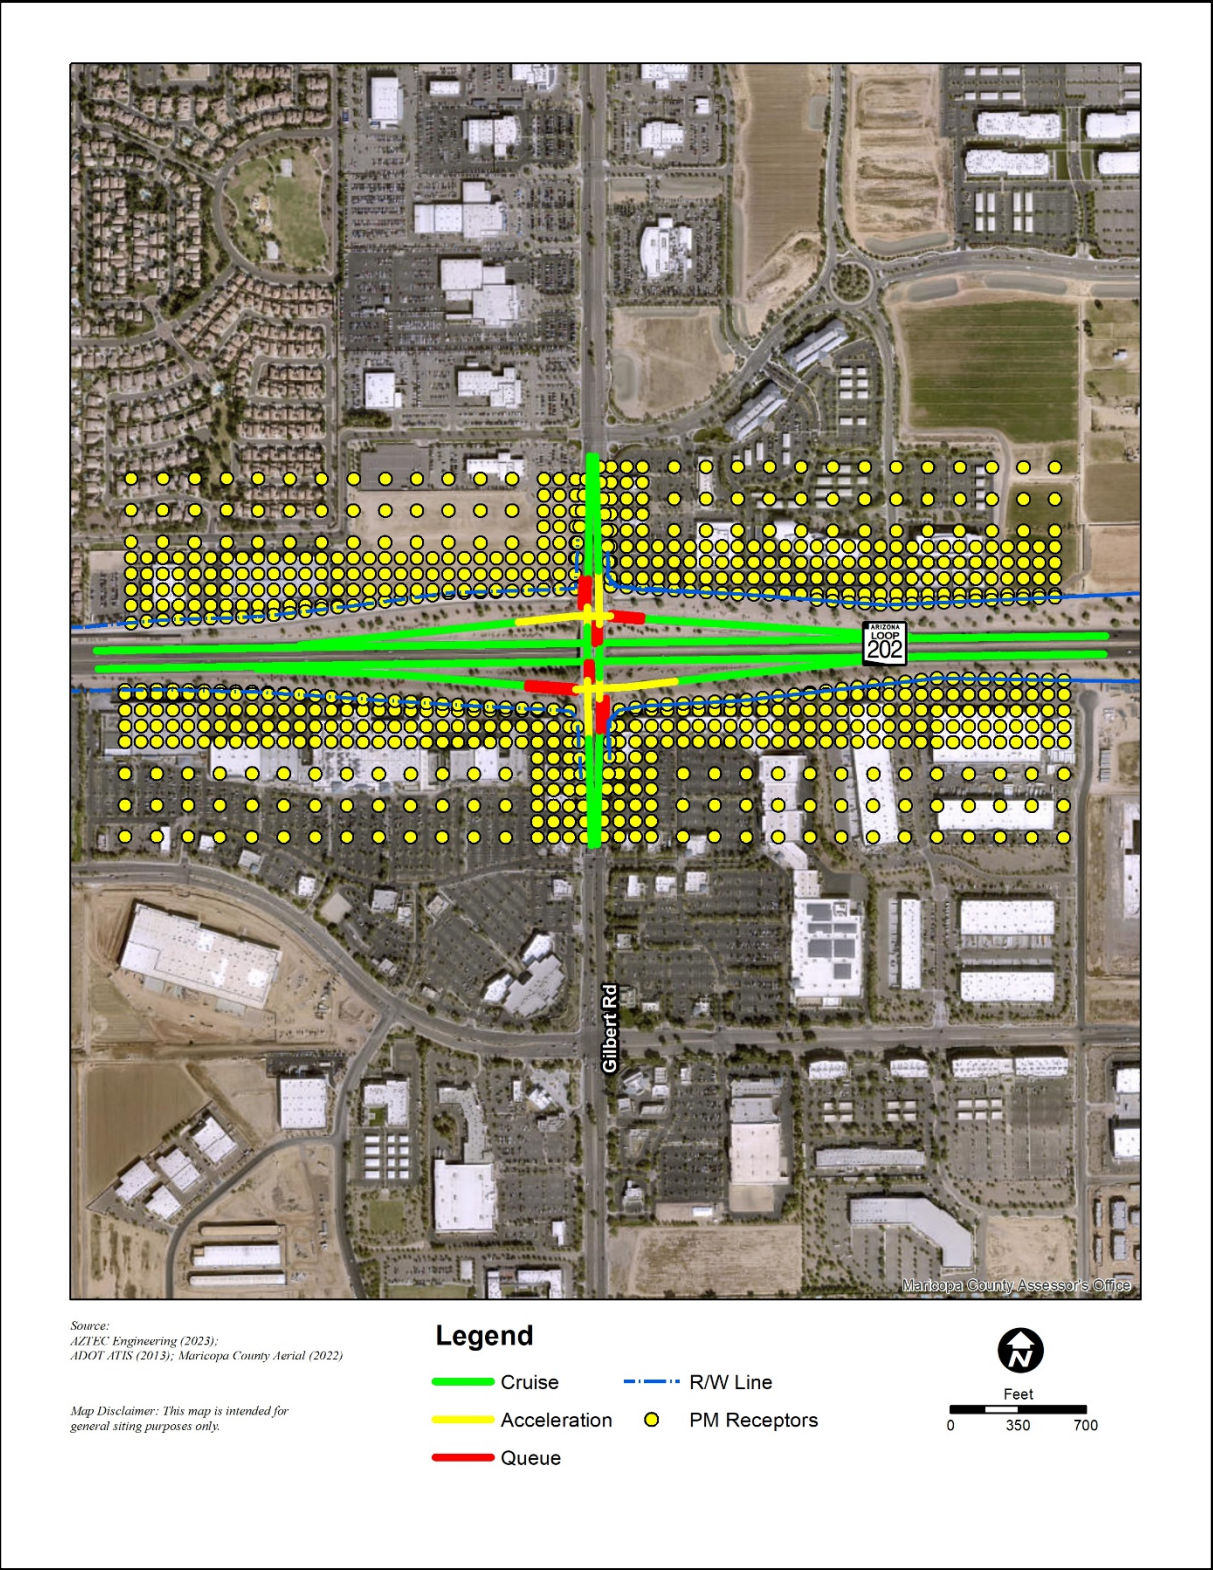 ARIZONA
LOOP
202
Gilbert Rd
Maricopa County Assessor's Office
Source:
AZTEC Engineering (2023);
ADOT ATIS (2013); Maricopa County Aerial (2022)
Map Disclaimer: This map is intended for
general siting purposes only.
Legend
Cruise
Acceleration
Queue
R/W Line
PM Receptors
N
Feet
0 350 700